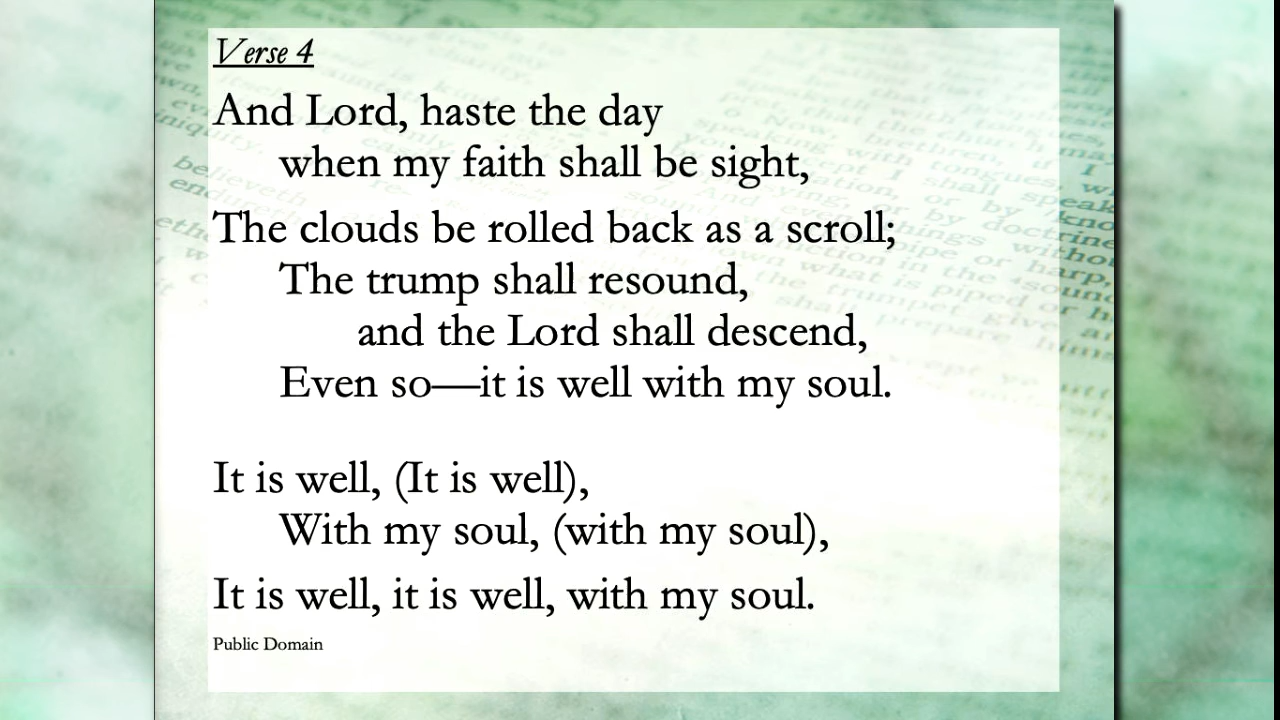 Verse 4
And Lord, haste the day
when my faith shall be sight,
The clouds be rolled back as a scroll;
The trump shall resound,
and the Lord shall descend,
Even so—it is well with my soul.
It is well, (It is well),
With my soul, (with my soul),
It is well, it is well, with my soul.
Public Domain